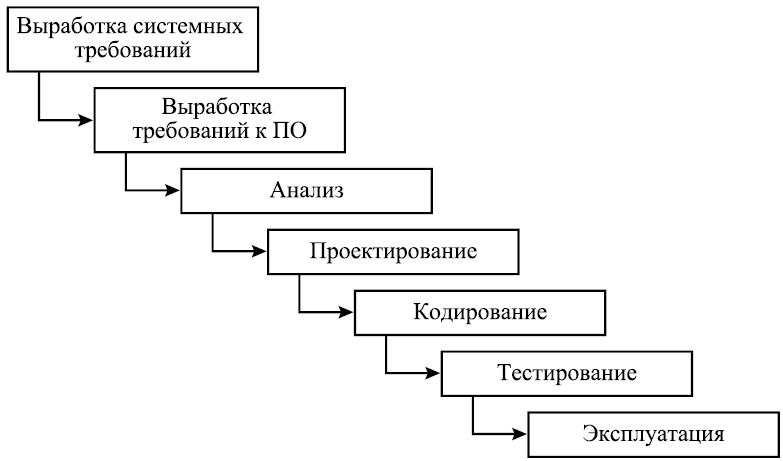 Выработка системных
требований
Выработка
требований к ПО
Анализ
Проектирование
Кодирование
Тестирование
Эксплуатация